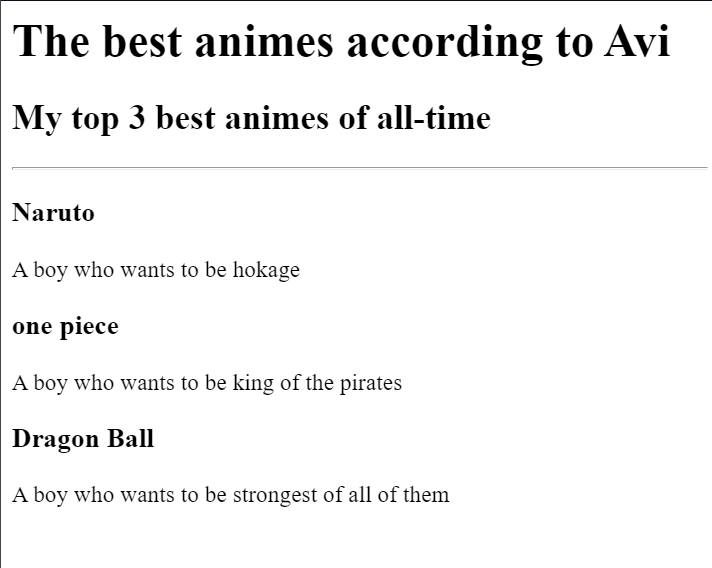 The best animes according to Avi
My top 3 best animes of all-time
Naruto
A boy who wants to be hokage
one piece
A boy who wants to be king of the pirates
Dragon Ball
A boy who wants to be strongest of all of them